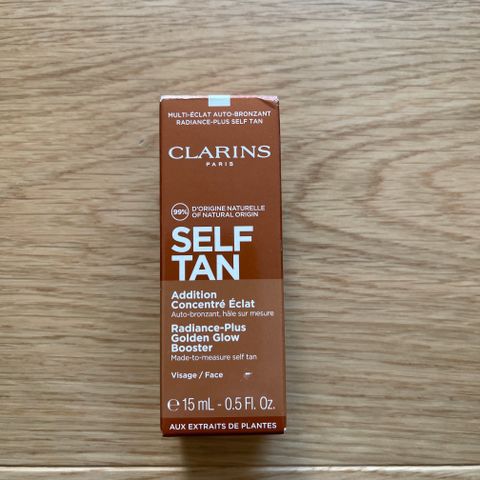 MULTI-ÉCLAT AUTO-BRONZANT
RADIANCE-PLUS SELF TAN
CLARINS
PARIS
99%
D'ORIGINE NATURELLE
OF NATURAL ORIGIN
SELF
TAN
Addition
Concentré Éclat
Auto-bronzant, hâle sur mesure
Radiance-Plus
Golden Glow
Booster
Made-to-measure self tan
Visage / Face
℮ 15 mL - 0.5 Fl. Oz.
AUX EXTRAITS DE PLANTES